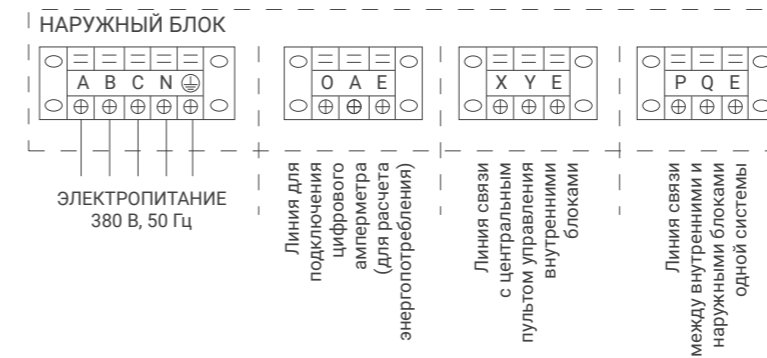 НАРУЖНЫЙ БЛОК
A B C N
O A E
X Y E
P Q E
ЭЛЕКТРОПИТАНИЕ
380 В, 50 Гц
Линия для
подключения
цифрового
амперметра
(для расчета
энергопотребления)
Линия связи
с центральным
пультом управления
внутренними
блоками
Линия связи
между внутренними и
наружными блоками
одной системы